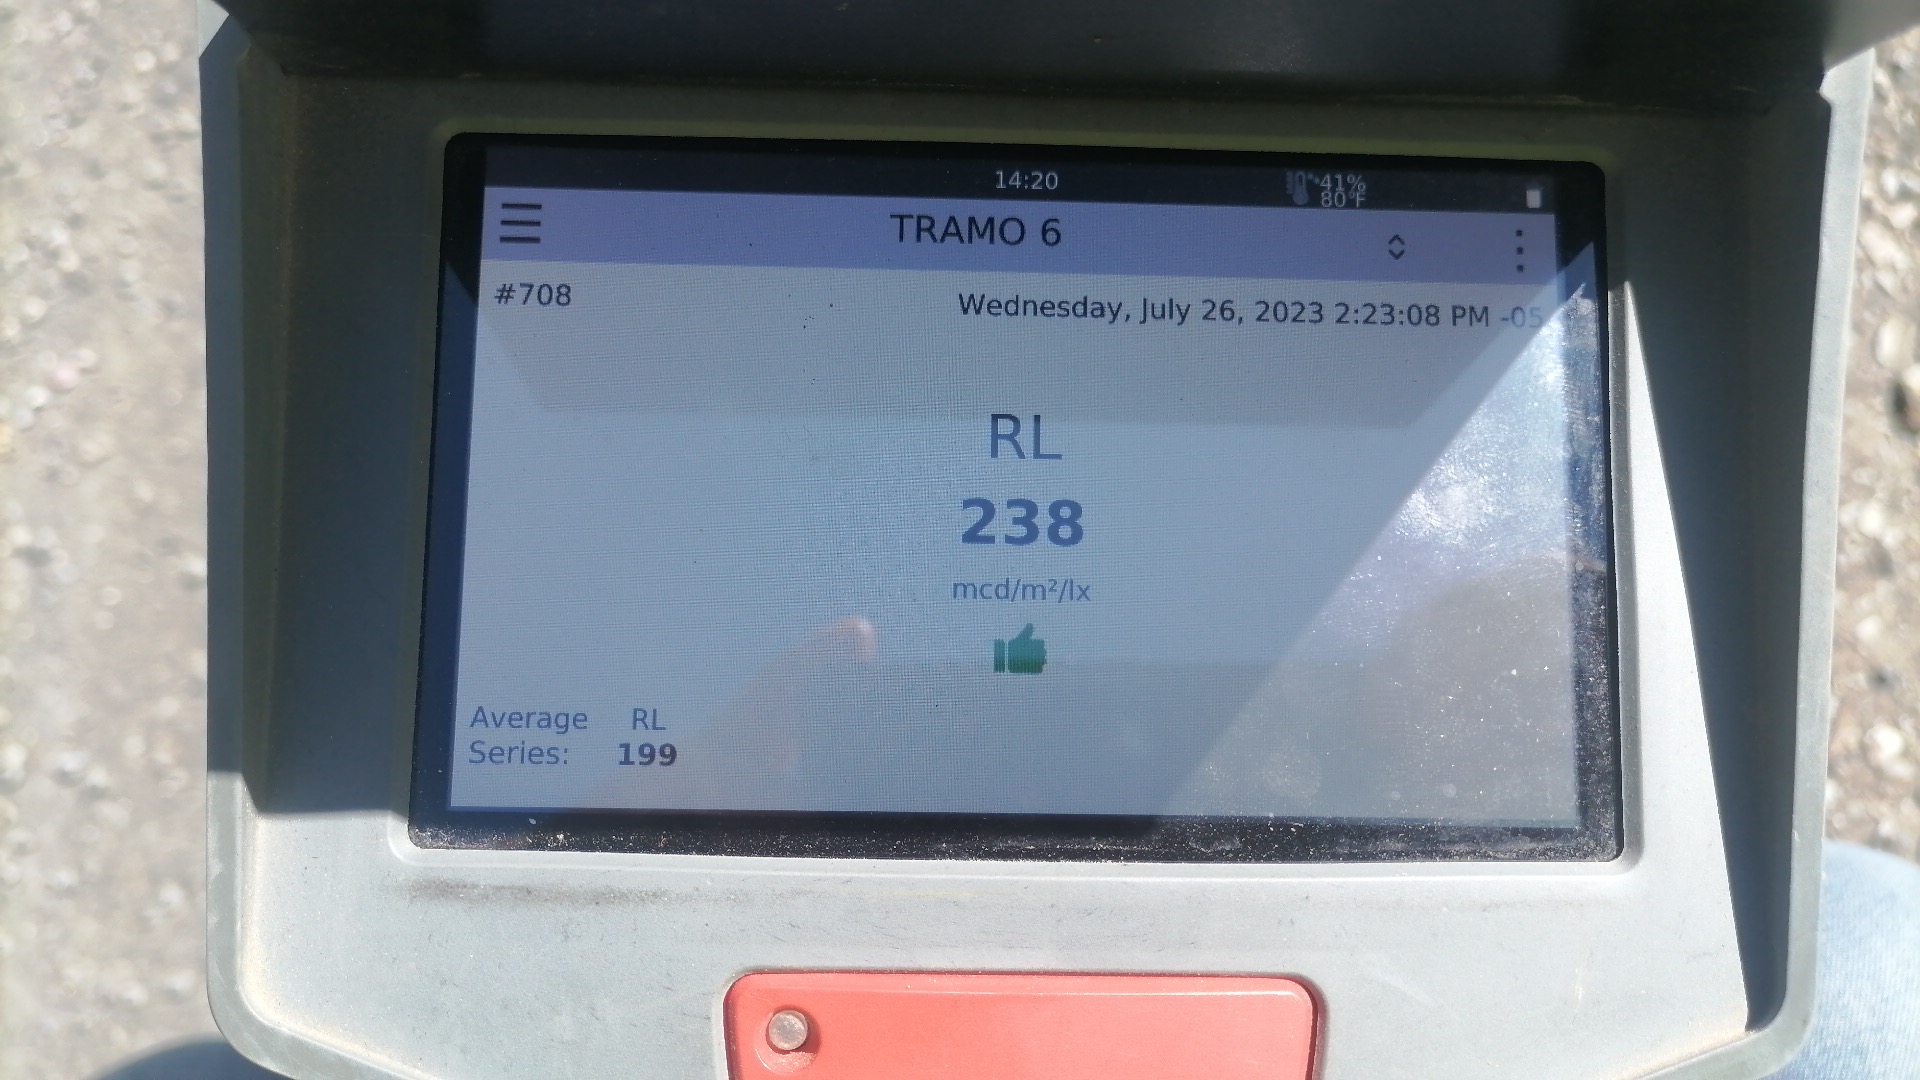 14:20
41%
80°F
TRAMO 6
#708
Wednesday, July 26, 2023 2:23:08 PM -05
RL
238
mcd/m²/lx
Average RL
Series: 199